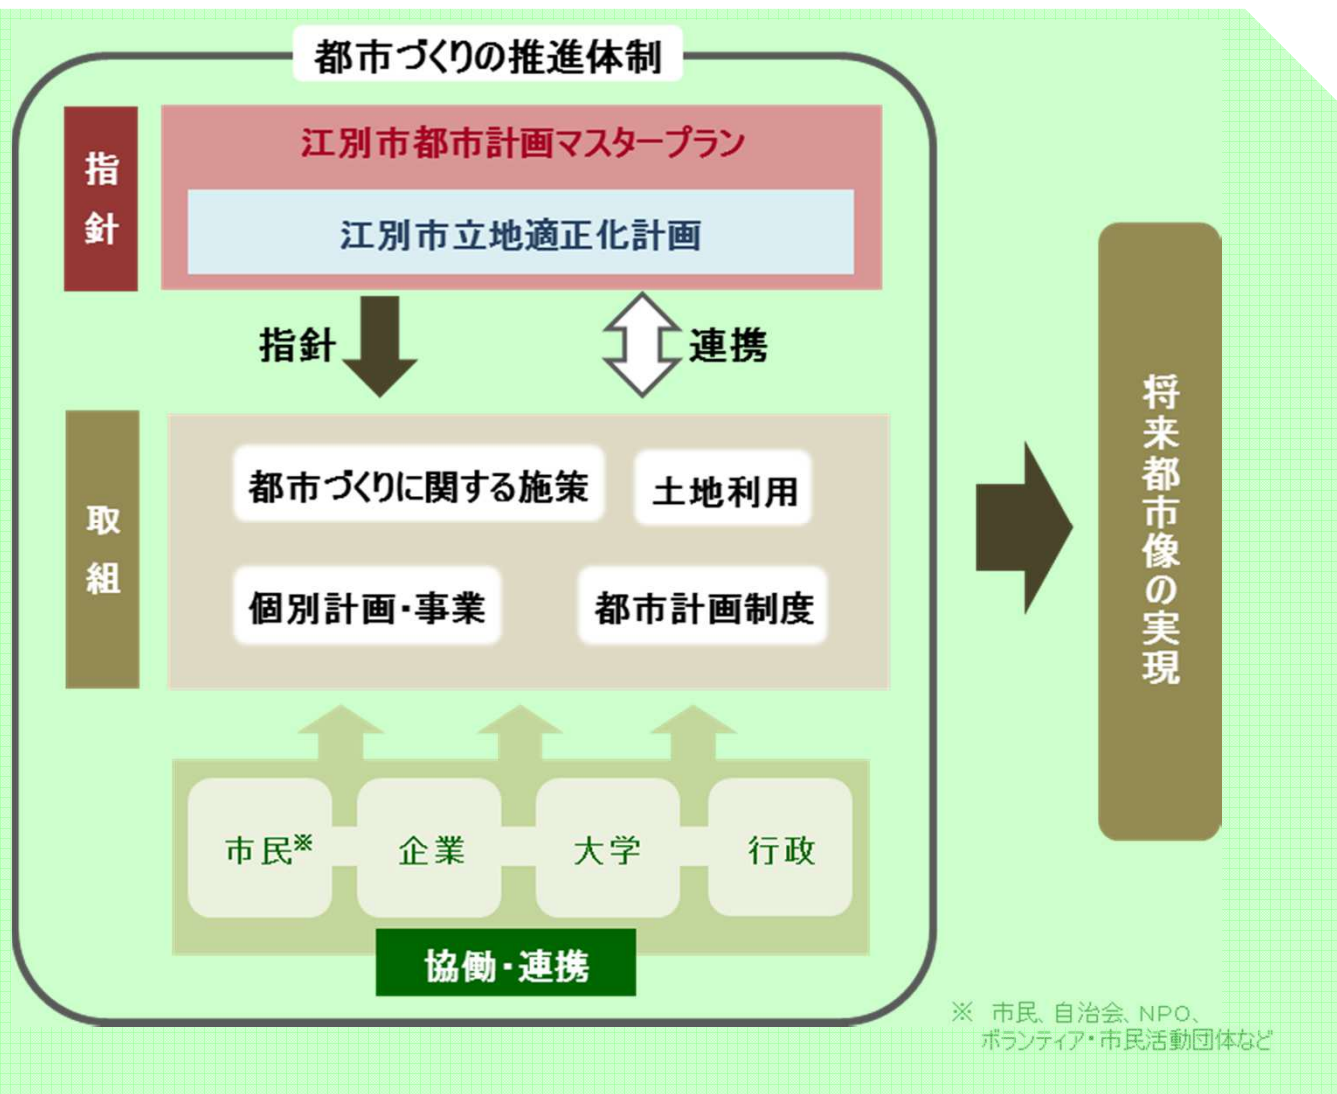 都市づくりの推進体制
指針
江別市都市計画マスタープラン
江別市立地適正化計画
指針
連携
取組
都市づくりに関する施策
土地利用
個別計画・事業
都市計画制度
市民※
企業
大学
行政
協働・連携
将来都市像の実現
※ 市民、自治会、NPO、
ボランティア・市民活動団体など